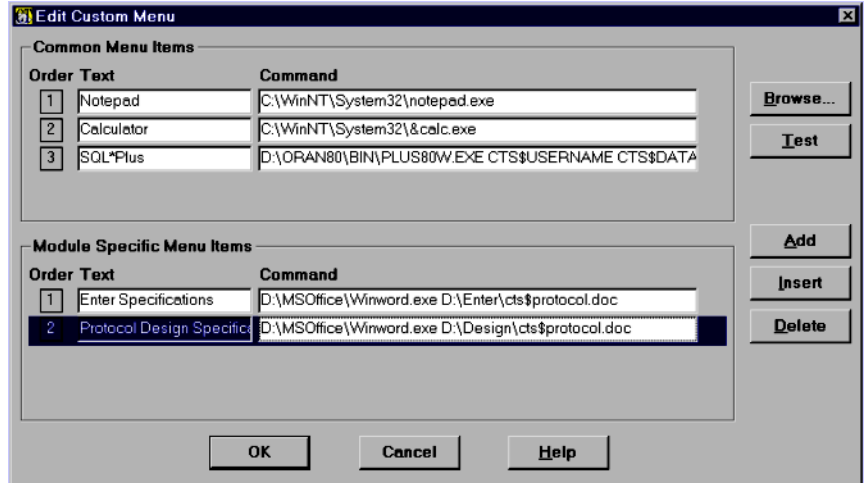 Edit Custom Menu
Common Menu Items
Order Text Command
1 Notepad C:\WinNT\System32\notepad.exe
2 Calculator C:\WinNT\System32\&calc.exe
3 SQL*Plus D:\ORAN80\BIN\PLUS80W.EXE CTS$USERNAME CTS$DATA
Browse...
Test
Module Specific Menu Items
Order Text Command
1 Enter Specifications D:\MSOffice\Winword.exe D:\Enter\cts$protocol.doc
2 Protocol Design Specifica D:\MSOffice\Winword.exe D:\Design\cts$protocol.doc
Add
Insert
Delete
OK Cancel Help